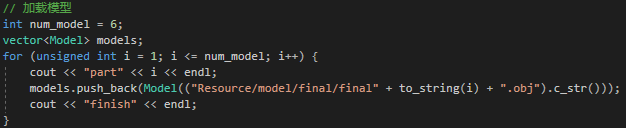 // 加载模型
int num_model = 6;
vector<Model> models;
for (unsigned int i = 1; i <= num_model; i++) {
    cout << "part" << i << endl;
    models.push_back(Model(("Resource/model/final/final" + to_string(i) + ".obj").c_str()));
    cout << "finish" << endl;
}